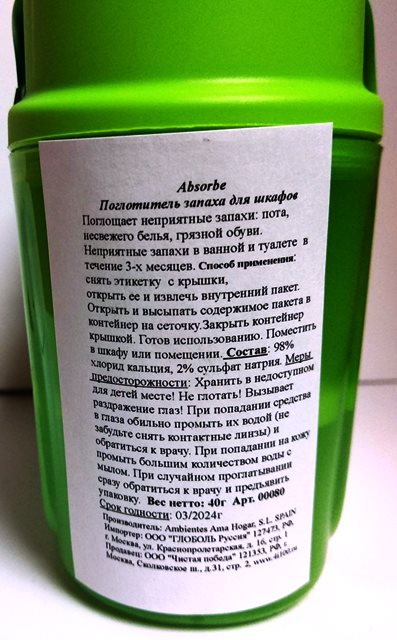 Absorbe
Поглотитель запаха для шкафов
Поглощает неприятные запахи: пота,
несвежего белья, грязной обуви.
Неприятные запахи в ванной и туалете в
течение 3-х месяцев. Способ применения:
снять этикетку с крышки,
открыть ее и извлечь внутренний пакет.
Открыть и высыпать содержимое пакета в
контейнер на сеточку.Закрыть контейнер
крышкой. Готов использованию. Поместить
в шкафу или помещении. Состав: 98%
хлорид кальция, 2% сульфат натрия. Меры
предосторожности: Хранить в недоступном
для детей месте! Не глотать! Вызывает
раздражение глаз! При попадании средства
в глаза обильно промыть их водой (не
забудьте снять контактные линзы) и
обратиться к врачу. При попадании на кожу
промыть большим количеством воды с
мылом. При случайном проглатывании
сразу обратиться к врачу и предъявить
упаковку. Вес нетто: 40г Арт. 00080
Срок годности: 03/2024г
Производитель: Ambientes Ama Hogar, S.L. SPAIN
Импортер: ООО "ГЛОБОЛЬ Руссия" 127473, РФ,
г. Москва, ул. Краснопролетарская, д. 16, стр. 1
Продавец: ООО "Чистая победа" 121353, РФ, г.
Москва, Сколковское ш., д.31, стр. 2, www.4s100.ru